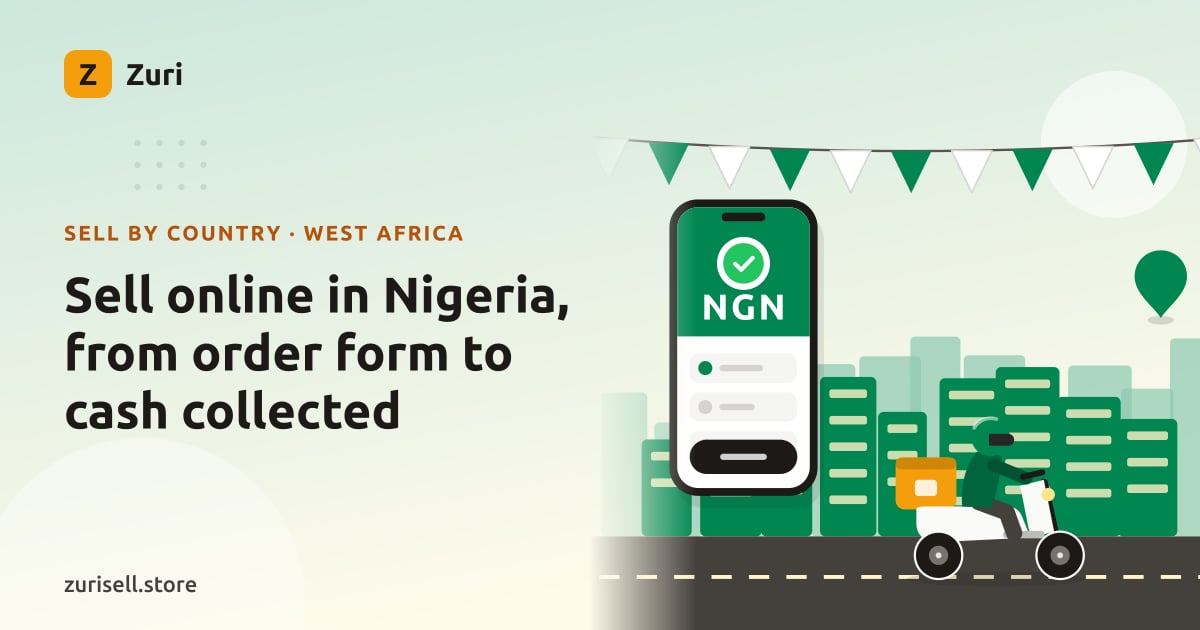 Z Zuri
SELL BY COUNTRY · WEST AFRICA
Sell online in Nigeria,
from order form to
cash collected
NGN
zurisell.store